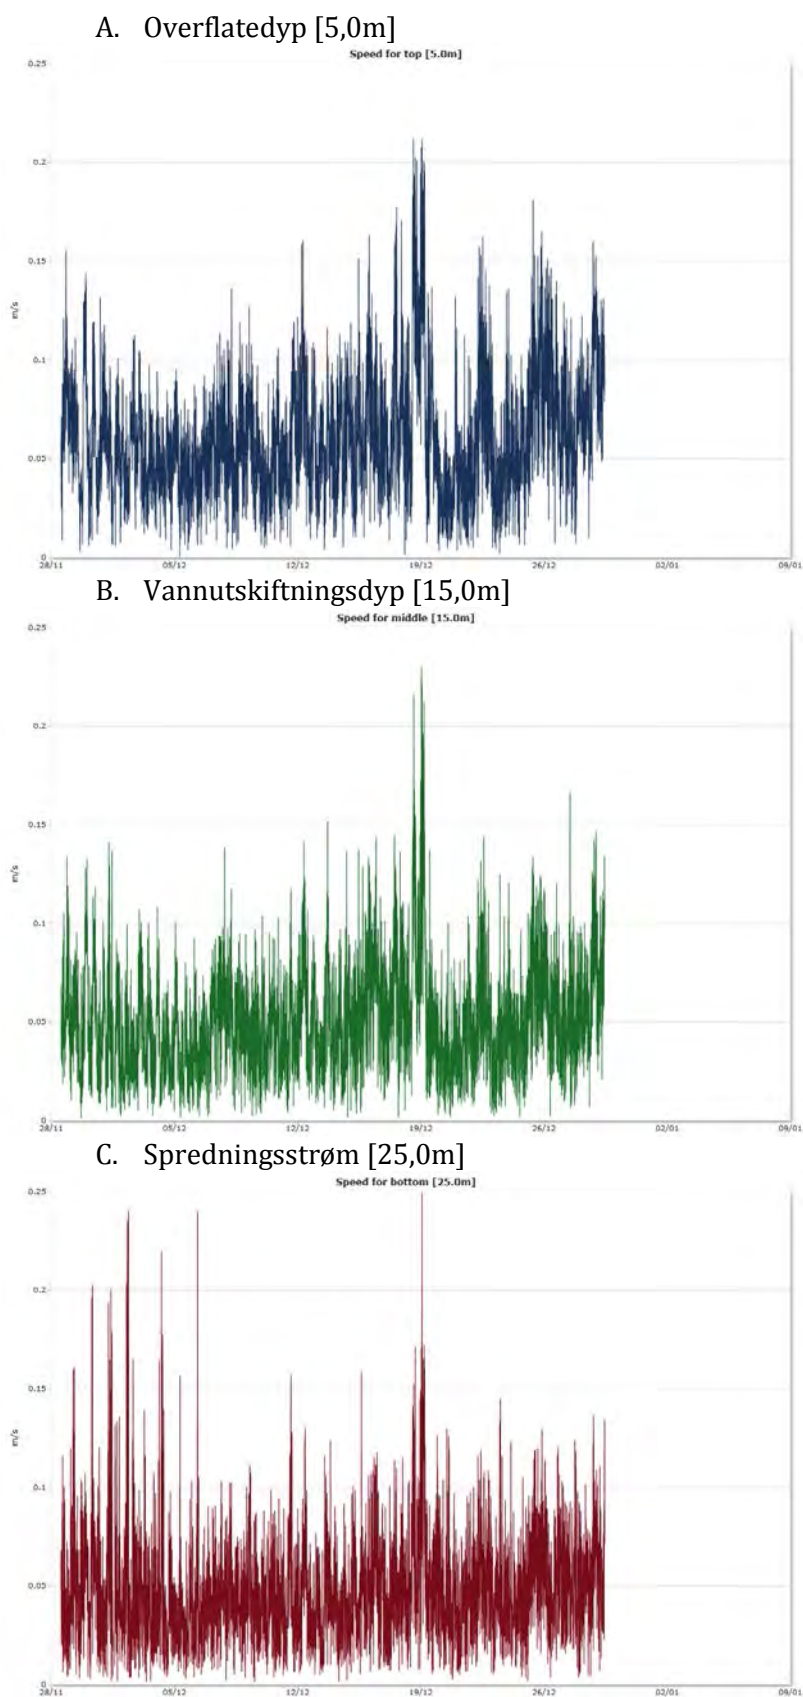 A. Overflatedyp [5,0m]
Speed for top [5.0m]
0.25
0.2
0.15
m/s
0.1
0.05
0
28/11 05/12 12/12 19/12 26/12 02/01 09/01
B. Vannutskiftningsdyp [15,0m]
Speed for middle [15.0m]
0.25
0.2
0.15
m/s
0.1
0.05
0
28/11 05/12 12/12 19/12 26/12 02/01 09/01
C. Spredningsstrøm [25,0m]
Speed for bottom [25.0m]
0.25
0.2
0.15
m/s
0.1
0.05
0
28/11 05/12 12/12 19/12 26/12 02/01 09/01